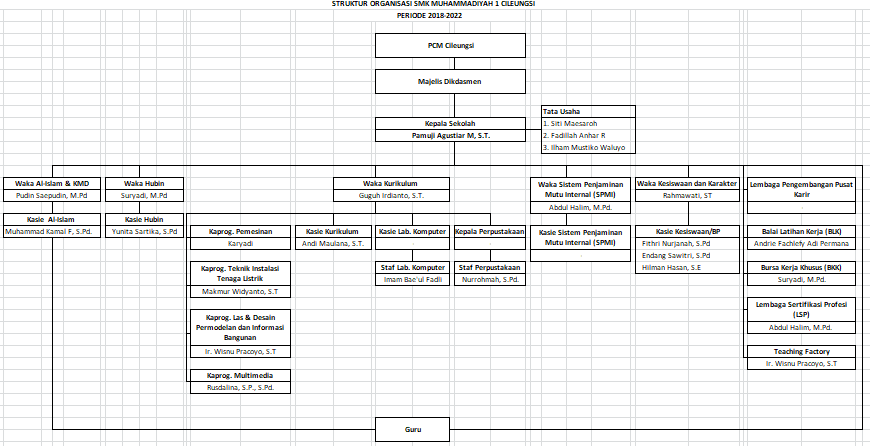 STRUKTUR ORGANISASI SMK MUHAMMADIYAH 1 CILEUNGSI
PERIODE 2018-2022
PCM Cileungsi
Majelis Dikdasmen
Kepala Sekolah
Pamuji Agustiar M, S.T.
Tata Usaha
1. Siti Maesaroh
2. Fadillah Anhar R
3. Ilham Mustiko Waluyo
Waka Al-Islam & KMD
Pudin Saepudin, M.Pd
Kasie Al-Islam
Muhammad Kamal F, S.Pd.
Waka Hubin
Suryadi, M.Pd
Kasie Hubin
Yunita Sartika, S.Pd
Waka Kurikulum
Guguh Irdianto, S.T.
Kaprog. Pemesinan
Karyadi
Kaprog. Teknik Instalasi
Tenaga Listrik
Makmur Widyanto, S.T
Kaprog. Las & Desain
Permodelan dan Informasi
Bangunan
Ir. Wisnu Pracoyo, S.T
Kaprog. Multimedia
Rusdalina, S.P., S.Pd.
Kasie Kurikulum
Andi Maulana, S.T.
Kasie Lab. Komputer
Staf Lab. Komputer
Imam Bae'ul Fadli
Kepala Perpustakaan
Staf Perpustakaan
Nurrohmah, S.Pd.
Waka Sistem Penjaminan
Mutu Internal (SPMI)
Abdul Halim, M.Pd.
Kasie Sistem Penjaminan
Mutu Internal (SPMI)
Waka Kesiswaan dan Karakter
Rahmawati, ST
Kasie Kesiswaan/BP
Fithri Nurjanah, S.Pd
Endang Sawitri, S.Pd
Hilman Hasan, S.E
Lembaga Pengembangan Pusat
Karir
Balai Latihan Kerja (BLK)
Andrie Fachlefy Adi Permana
Bursa Kerja Khusus (BKK)
Suryadi, M.Pd.
Lembaga Sertifikasi Profesi
(LSP)
Abdul Halim, M.Pd.
Teaching Factory
Ir. Wisnu Pracoyo, S.T
Guru